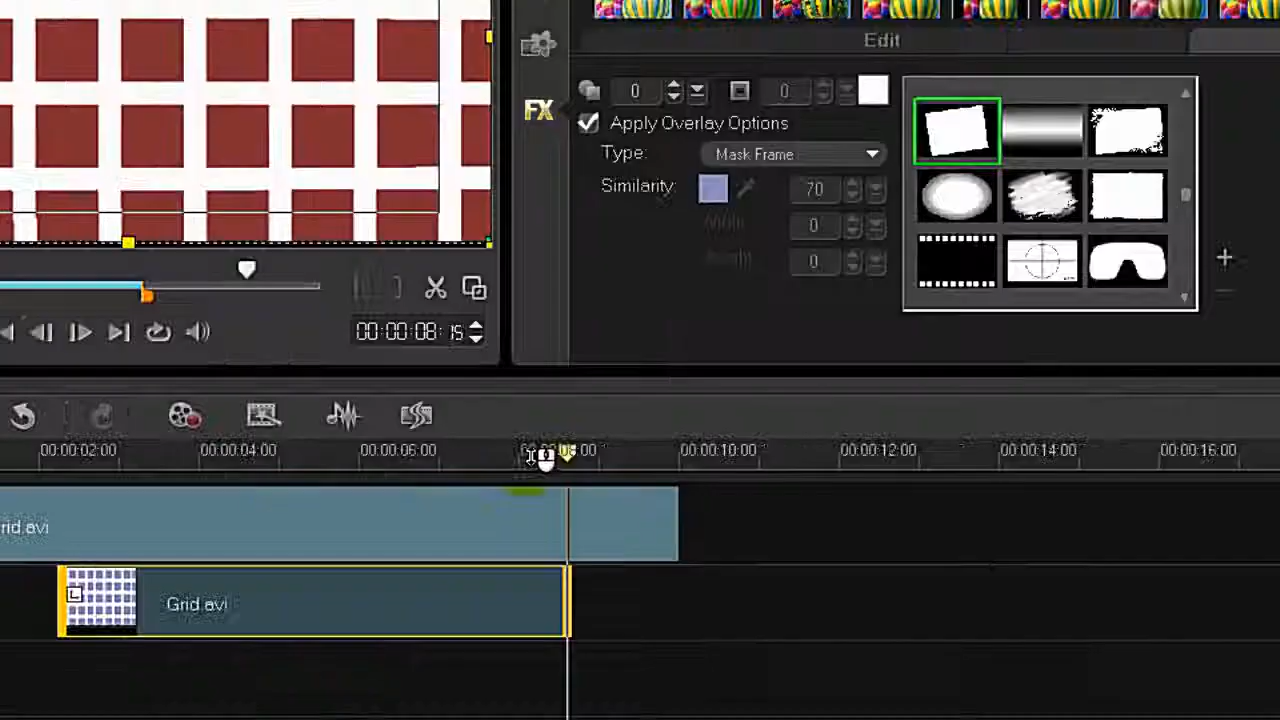 Edit
0 0
FX
Apply Overlay Options
Type: Mask Frame
Similarity: 70
0
0
00:00:08:15
00:00:02:00 00:00:04:00 00:00:06:00 00:00:10:00 00:00:12:00 00:00:14:00 00:00:16:00
rid.avi
Grid.avi